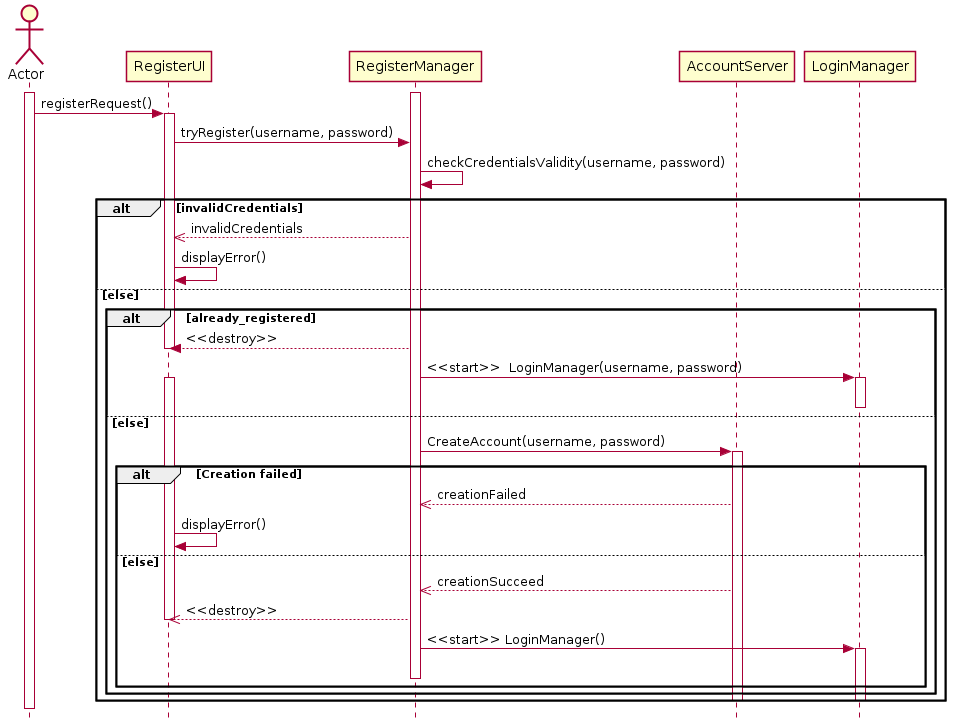 Actor
RegisterUI
RegisterManager
AccountServer
LoginManager
registerRequest()
tryRegister(username, password)
checkCredentialsValidity(username, password)
alt [invalidCredentials]
invalidCredentials
displayError()
[else]
alt [already_registered]
<<destroy>>
<<start>>  LoginManager(username, password)
[else]
CreateAccount(username, password)
alt [Creation failed]
creationFailed
displayError()
[else]
creationSucceed
<<destroy>>
<<start>> LoginManager()